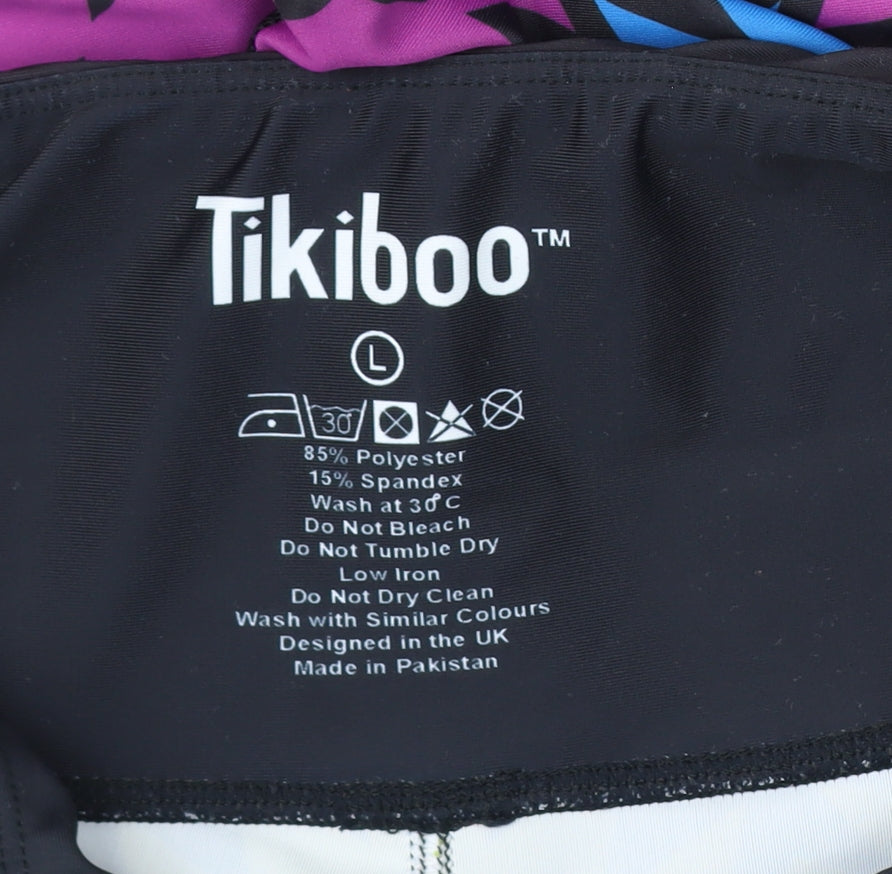 Tikiboo™
L
30
85% Polyester
15% Spandex
Wash at 30°C
Do Not Bleach
Do Not Tumble Dry
Low Iron
Do Not Dry Clean
Wash with Similar Colours
Designed in the UK
Made in Pakistan